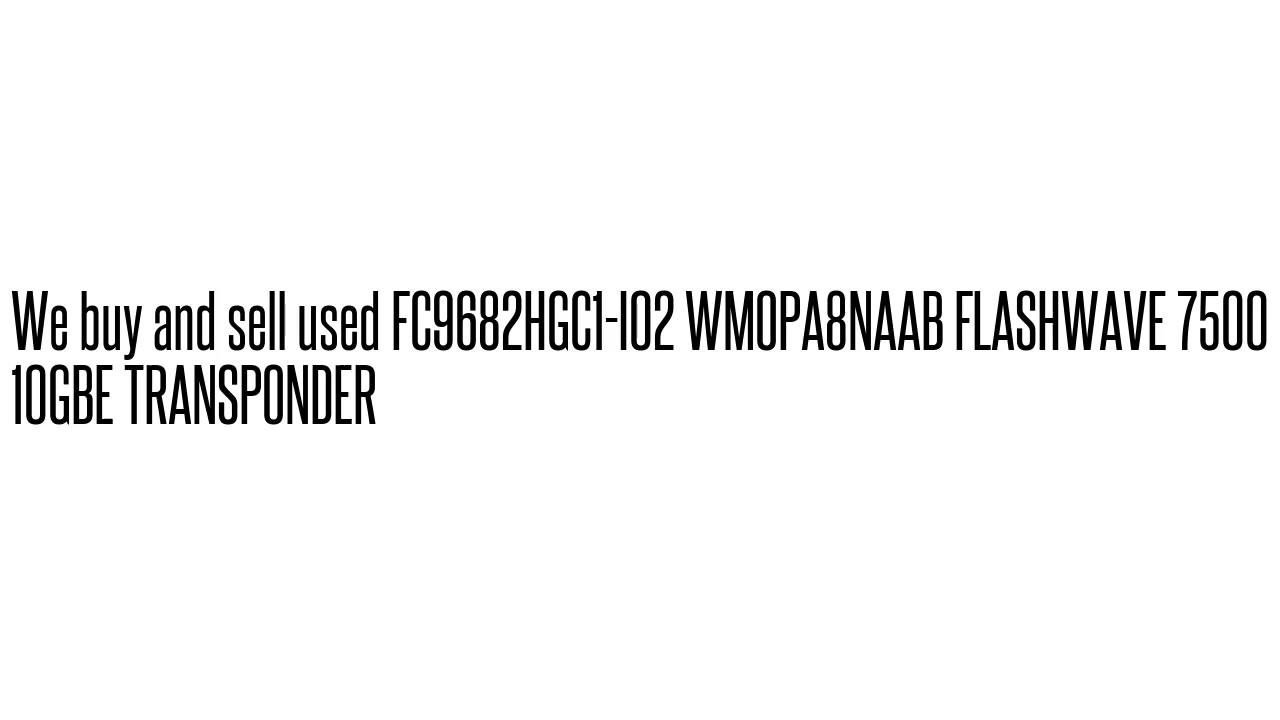 We buy and sell used FC9682HGC1-I02 WMOPA8NAAB FLASHWAVE 7500
10GBE TRANSPONDER